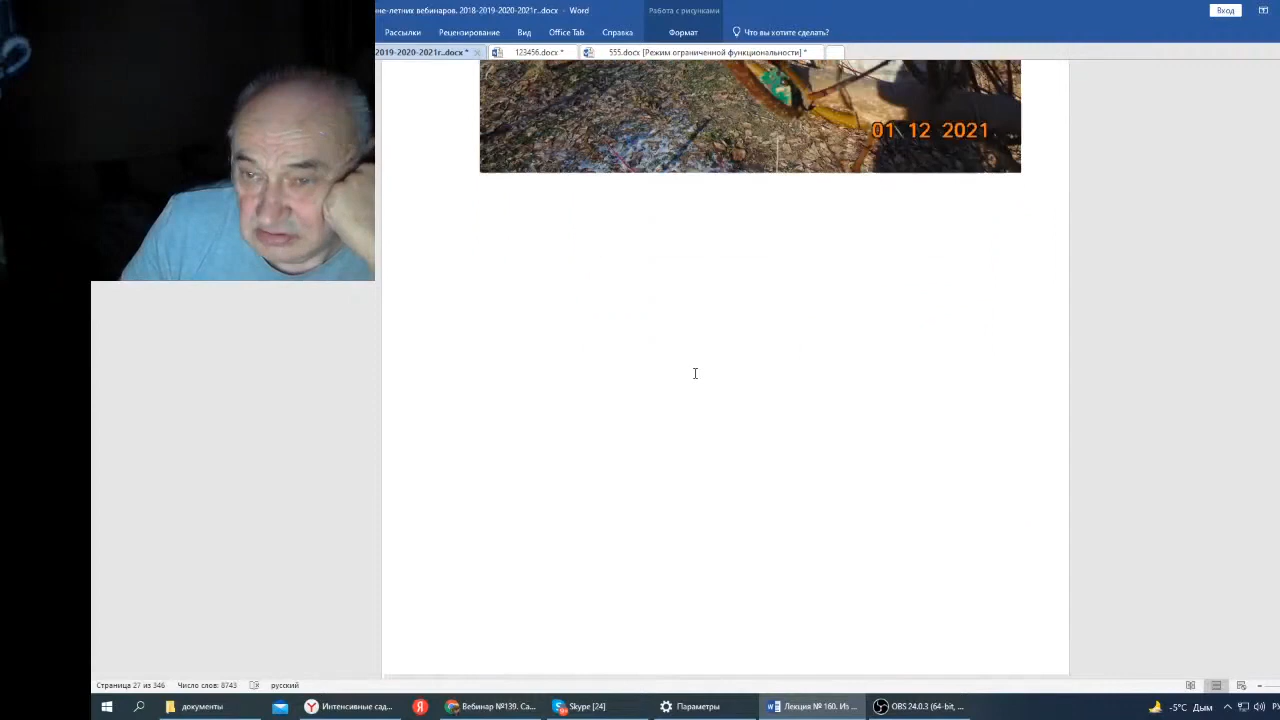 не-летних вебинаров. 2018-2019-2020-2021г..docx - Word
Работа с рисунками
Вход
Рассылки Рецензирование Вид Office Tab Справка Формат Что вы хотите сделать?
2019-2020-2021г..docx *
123456.docx *
555.docx [Режим ограниченной функциональности] *
01 12 2021
Страница 27 из 346 Число слов: 8743 русский
документы
Интенсивные сад...
Я
Вебинар №139. Са...
Skype [24]
Параметры
Лекция № 160. Из ...
OBS 24.0.3 (64-bit, ...
-5°C Дым